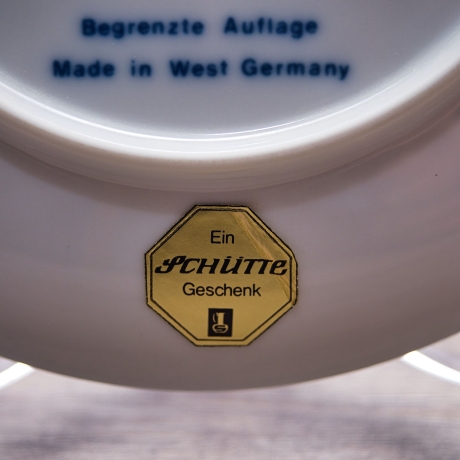 Begrenzte Auflage
Made in West Germany
Ein
SCHÜTTE
Geschenk